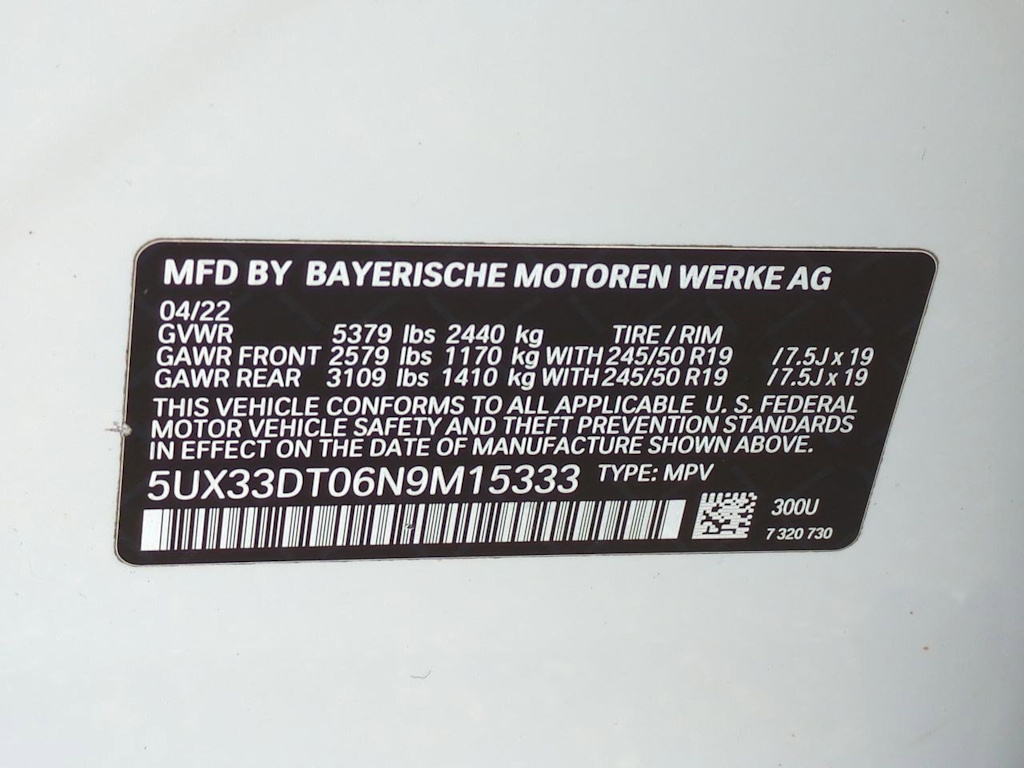 MFD BY BAYERISCHE MOTOREN WERKE AG
04/22
GVWR 5379 lbs 2440 kg TIRE / RIM
GAWR FRONT 2579 lbs 1170 kg WITH 245/50 R19 / 7.5J x 19
GAWR REAR 3109 lbs 1410 kg WITH 245/50 R19 / 7.5J x 19
THIS VEHICLE CONFORMS TO ALL APPLICABLE U. S. FEDERAL
MOTOR VEHICLE SAFETY AND THEFT PREVENTION STANDARDS
IN EFFECT ON THE DATE OF MANUFACTURE SHOWN ABOVE.
5UX33DT06N9M15333 TYPE: MPV
300U
7 320 730